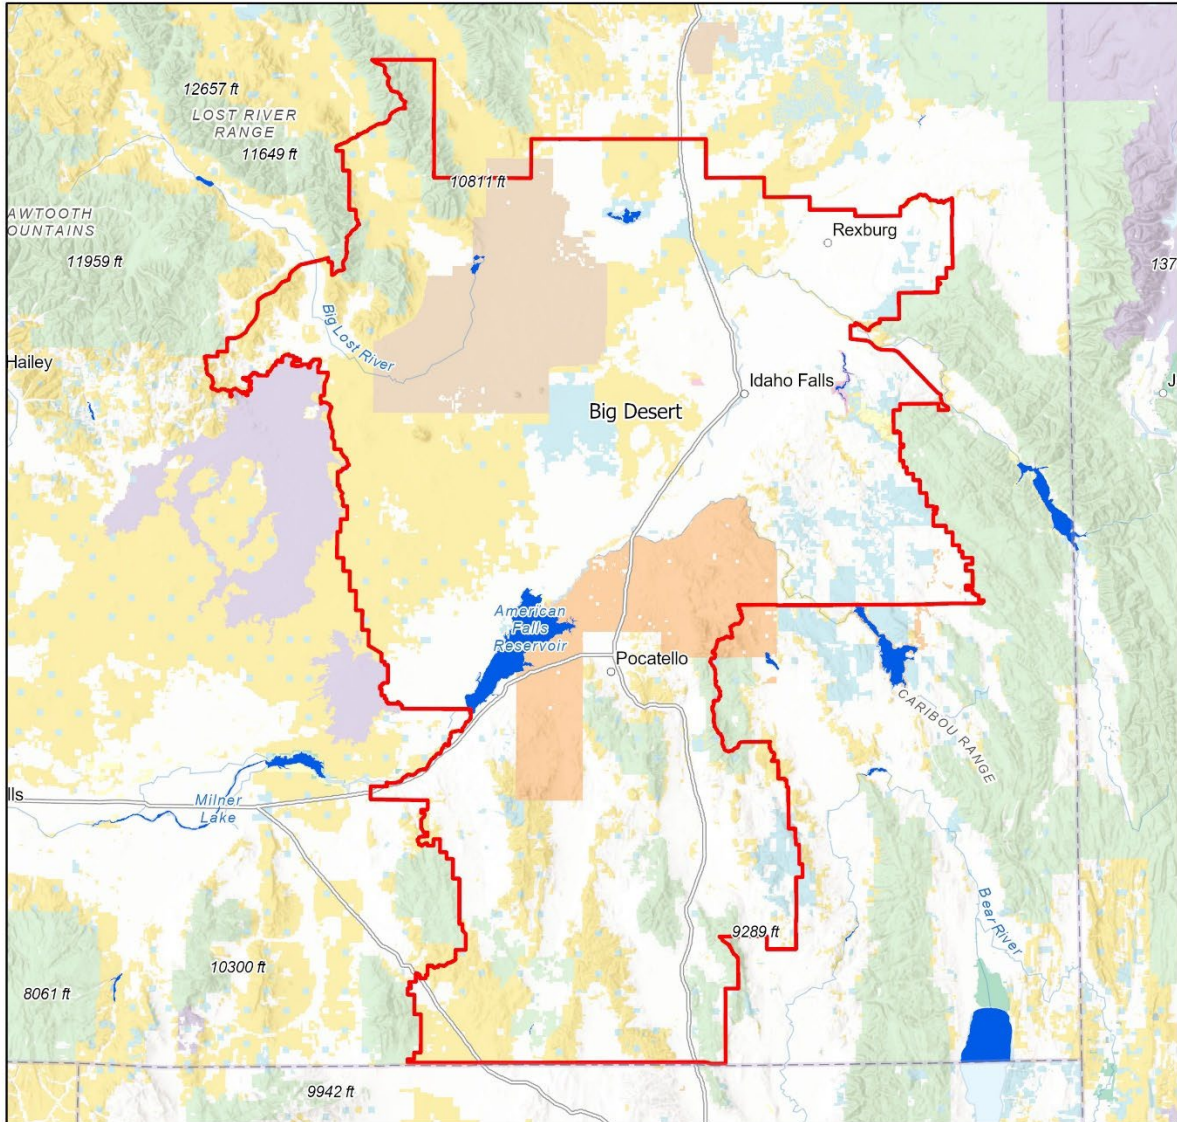 12657 ft
LOST RIVER
RANGE
11649 ft
10811 ft
AWTOOTH
OUNTAINS
11959 ft
Rexburg
137
Big Lost River
Hailey
Idaho Falls
J
Big Desert
American
Falls
Reservoir
Pocatello
CARIBOU RANGE
lls
Milner
Lake
Bear River
9289 ft
10300 ft
8061 ft
9942 ft